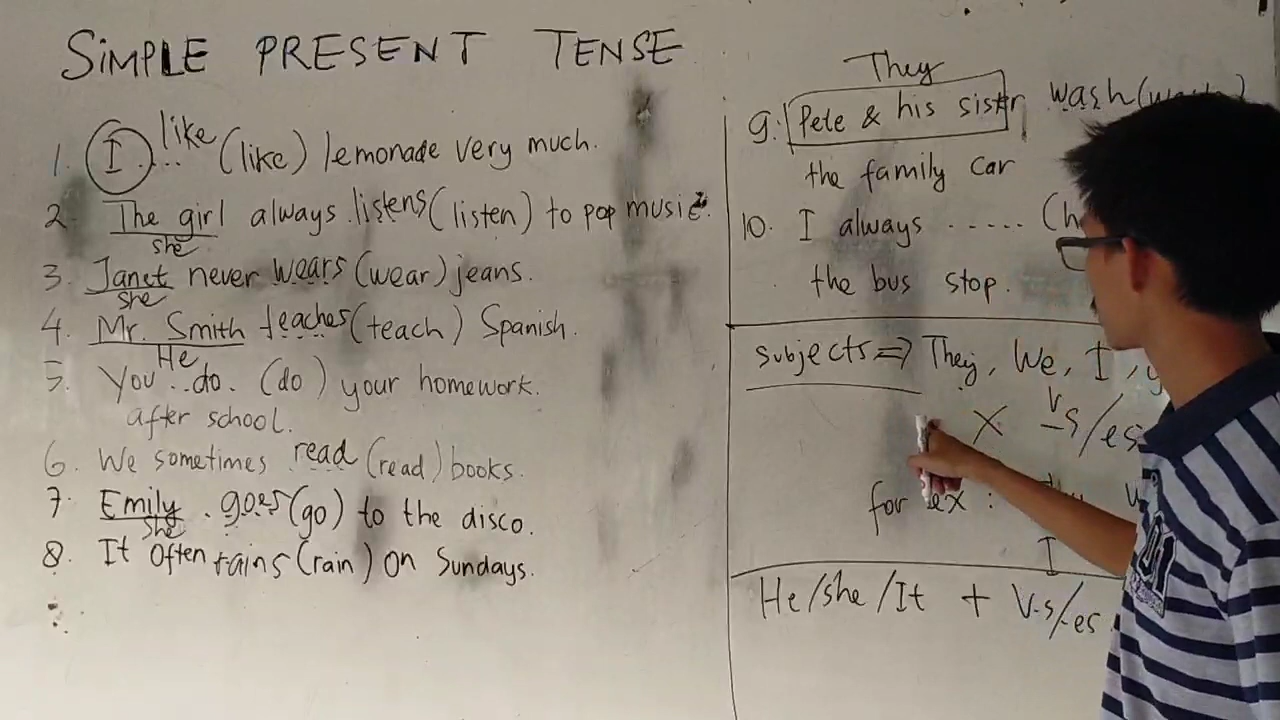 SIMPLE PRESENT TENSE
1. I like (like) lemonade very much.
2. The girl always listens (listen) to pop music.
she
3. Janet never wears (wear) jeans.
she
4. Mr. Smith teaches (teach) Spanish.
He
5. You ..do. (do) your homework.
after school.
6. We sometimes read (read) books.
7. Emily . goes (go) to the disco.
she
8. It often rains (rain) on Sundays.
They
9. Pete & his sister wash
the family car
10. I always .....
the bus stop.
subjects => They, We, I,
X V-s/es
for ex :
I
He/she/It + V-s/-es